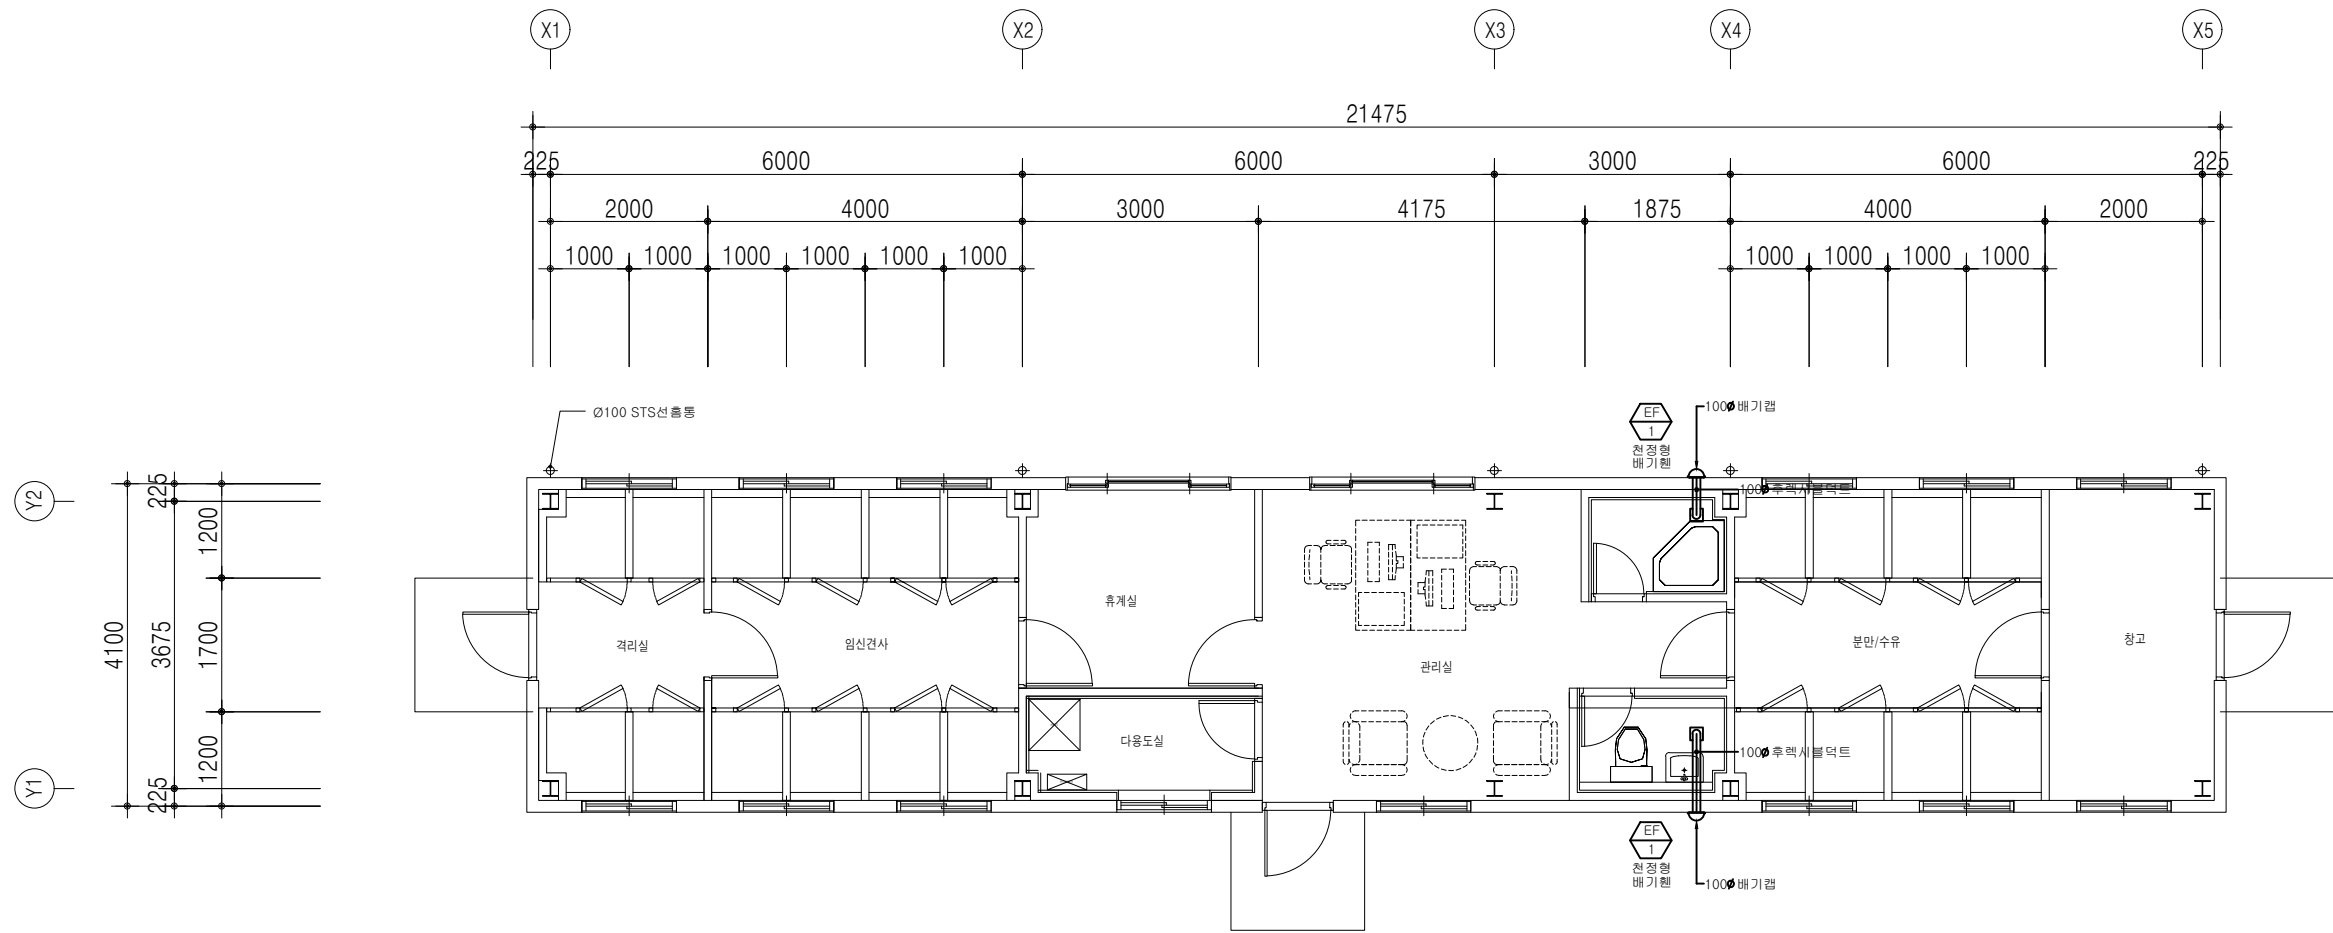 X1
X2
X3
X4
X5
21475
225
6000
6000
3000
6000
225
2000
4000
3000
4175
1875
4000
2000
1000
1000
1000
1000
1000
1000
1000
1000
1000
1000
Ø100 STS선홈통
EF
1
천정형
배기휀
100Ø배기캡
100Ø후렉시블덕트
Y2
Y1
4100
225
3675
225
1200
1700
1200
격리실
임신견사
휴게실
다용도실
관리실
분만/수유
창고
100Ø후렉시블덕트
EF
1
천정형
배기휀
100Ø배기캡